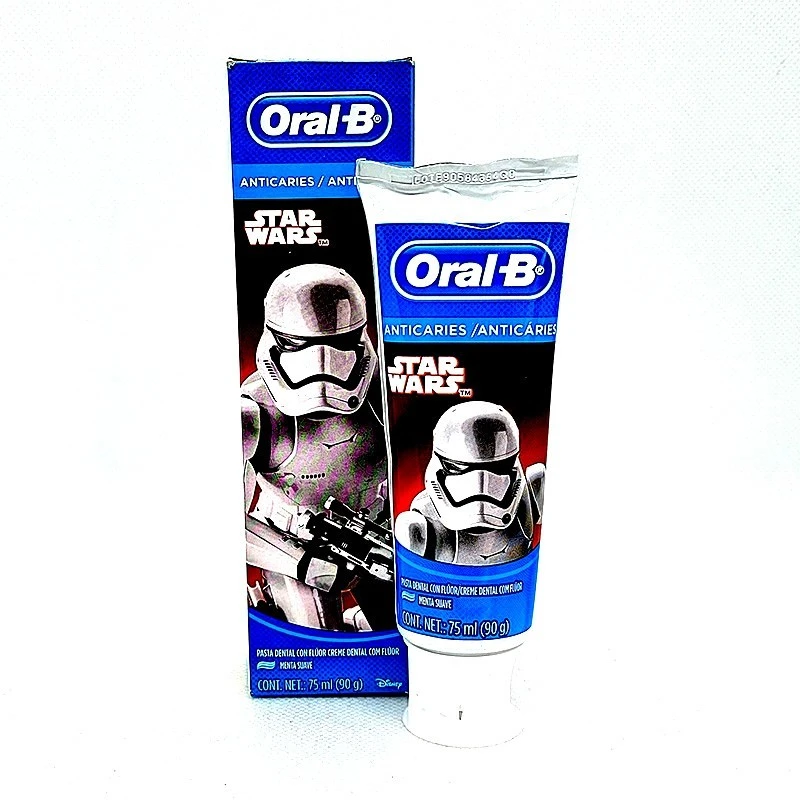 Oral-B®
ANTICARIES / ANTI
STAR
WARS™
PASTA DENTAL CON FLÚOR CREME DENTAL COM FLÚOR
MENTA SUAVE
CONT. NET.: 75 ml (90 g)
Disney
Oral-B®
ANTICARIES /ANTICÁRIES
STAR
WARS™
PASTA DENTAL CON FLÚOR/CREME DENTAL COM FLÚOR
MENTA SUAVE
CONT. NET.: 75 ml (90 g)